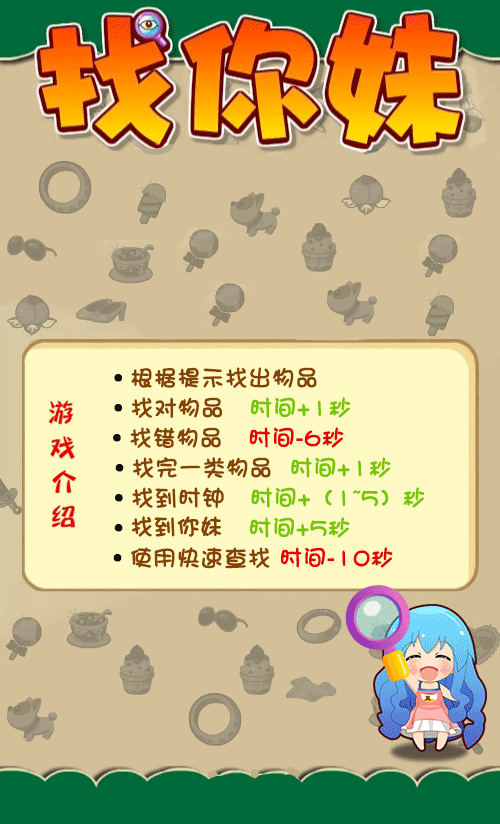 找你妹
游戏介绍
根据提示找出物品
找对物品 时间+1秒
找错物品 时间-6秒
找完一类物品 时间+1秒
找到时钟 时间+（1~5）秒
找到你妹 时间+5秒
使用快速查找 时间-10秒